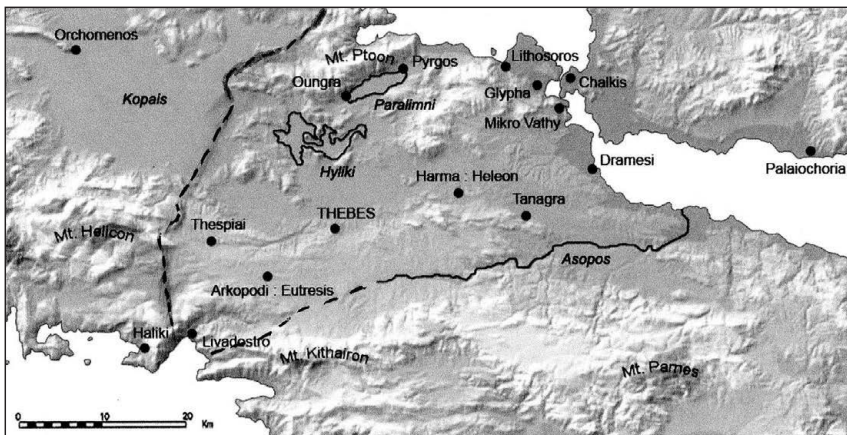 Orchomenos
Kopais
Mt. Ptoon
Pyrgos
Oungra
Paralimni
Lithosoros
Chalkis
Glypha
Mikro Vathy
Hyliki
Dramesi
Palaiochoria
Harma : Heleon
Tanagra
Thespiai
THEBES
Mt. Helicon
Asopos
Arkopodi : Eutresis
Haliki
Livadostro
Mt. Kithairon
Mt. Parnes
0 10 20
Km